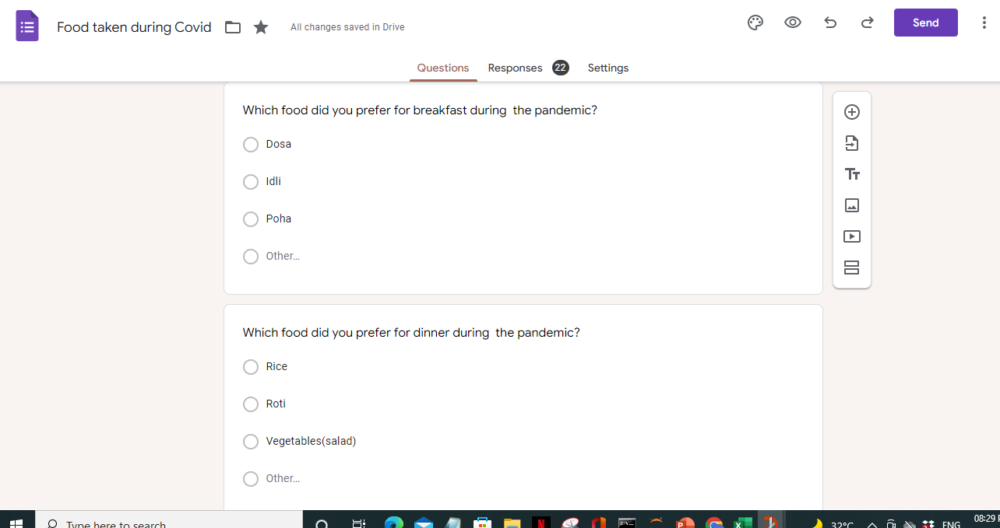 Food taken during Covid
All changes saved in Drive
Send
Questions Responses 22 Settings
Which food did you prefer for breakfast during  the pandemic?
Dosa
Idli
Poha
Other...
Which food did you prefer for dinner during  the pandemic?
Rice
Roti
Vegetables(salad)
Other...
Type here to search
32°C
ENG
08:29